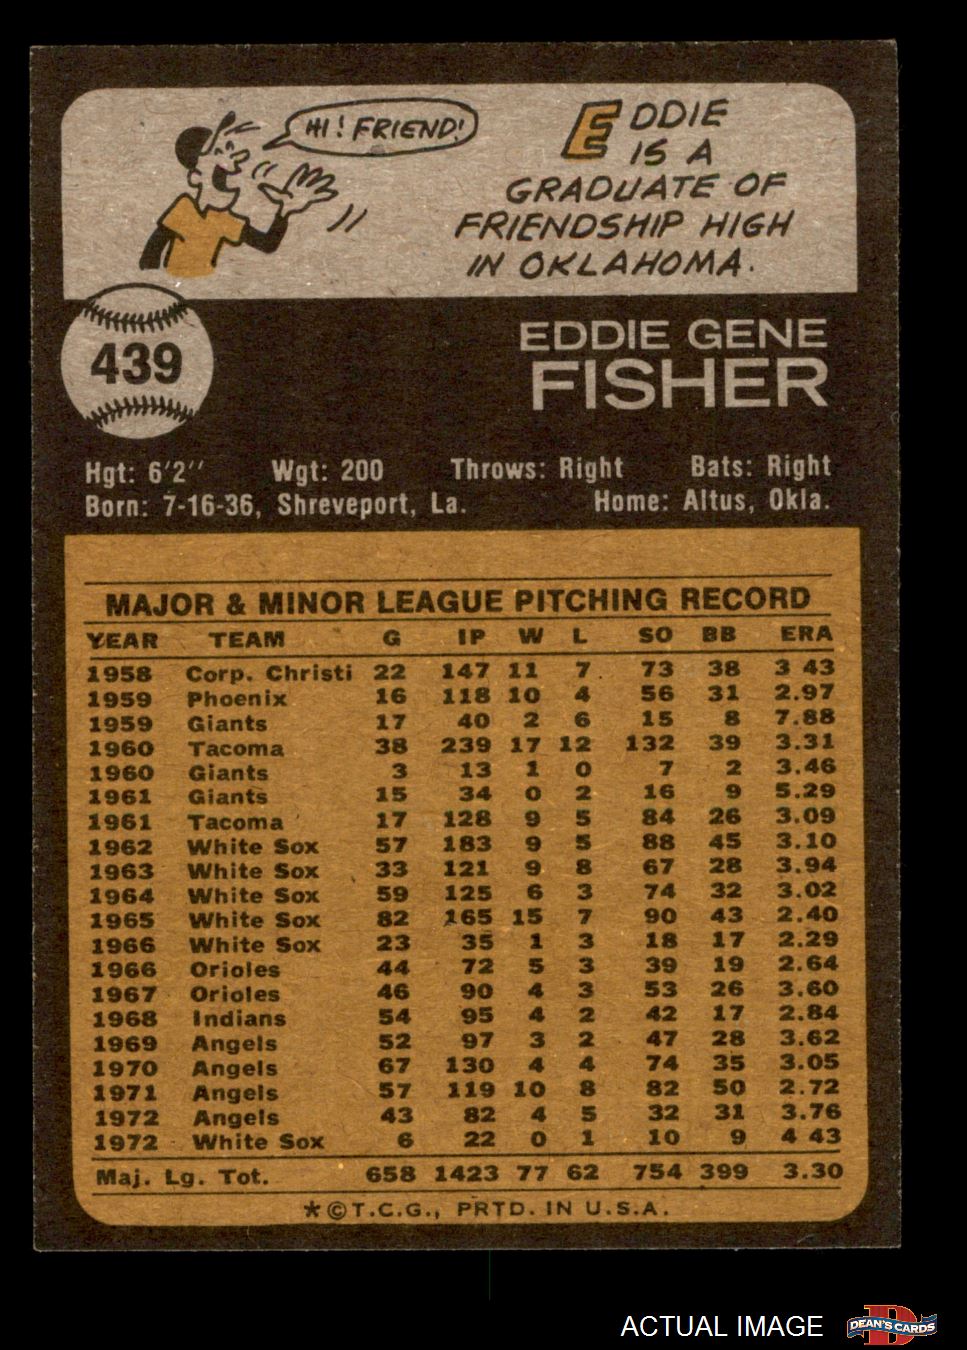 HI! FRIEND!
EDDIE
IS A
GRADUATE OF
FRIENDSHIP HIGH
IN OKLAHOMA.
439
EDDIE GENE
FISHER
Hgt: 6'2" Wgt: 200 Throws: Right Bats: Right
Born: 7-16-36, Shreveport, La. Home: Altus, Okla.
MAJOR & MINOR LEAGUE PITCHING RECORD
YEAR TEAM G IP W L SO BB ERA
1958 Corp. Christi 22 147 11 7 73 38 3 43
1959 Phoenix 16 118 10 4 56 31 2.97
1959 Giants 17 40 2 6 15 8 7.88
1960 Tacoma 38 239 17 12 132 39 3.31
1960 Giants 3 13 1 0 7 2 3.46
1961 Giants 15 34 0 2 16 9 5.29
1961 Tacoma 17 128 9 5 84 26 3.09
1962 White Sox 57 183 9 5 88 45 3.10
1963 White Sox 33 121 9 8 67 28 3.94
1964 White Sox 59 125 6 3 74 32 3.02
1965 White Sox 82 165 15 7 90 43 2.40
1966 White Sox 23 35 1 3 18 17 2.29
1966 Orioles 44 72 5 3 39 19 2.64
1967 Orioles 46 90 4 3 53 26 3.60
1968 Indians 54 95 4 2 42 17 2.84
1969 Angels 52 97 3 2 47 28 3.62
1970 Angels 67 130 4 4 74 35 3.05
1971 Angels 57 119 10 8 82 50 2.72
1972 Angels 43 82 4 5 32 31 3.76
1972 White Sox 6 22 0 1 10 9 4 43
Maj. Lg. Tot. 658 1423 77 62 754 399 3.30
*©T.C.G., PRTD. IN U.S.A.
ACTUAL IMAGE
D
DEAN'S CARDS